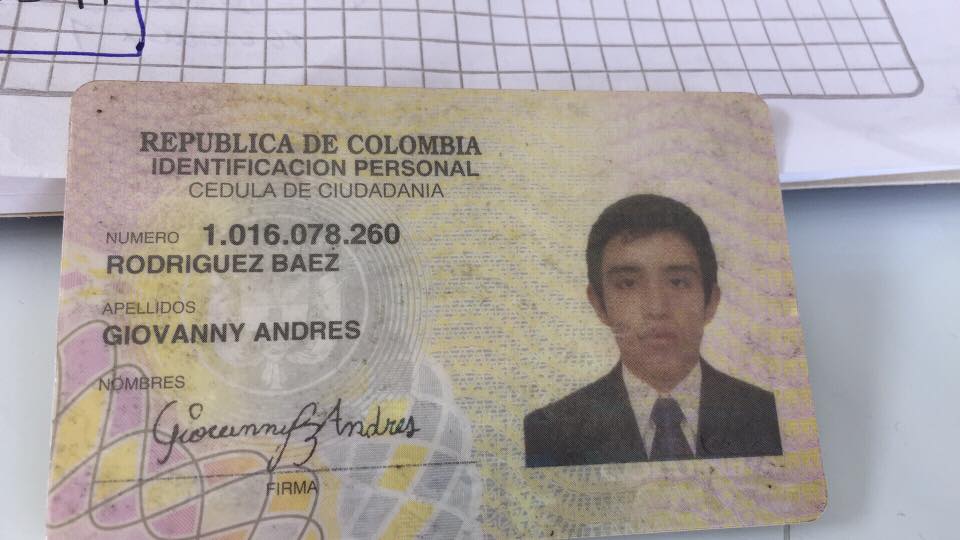 REPUBLICA DE COLOMBIA
IDENTIFICACION PERSONAL
CEDULA DE CIUDADANIA
NUMERO 1.016.078.260
RODRIGUEZ BAEZ
APELLIDOS
GIOVANNY ANDRES
NOMBRES
Giovanny Andres
FIRMA